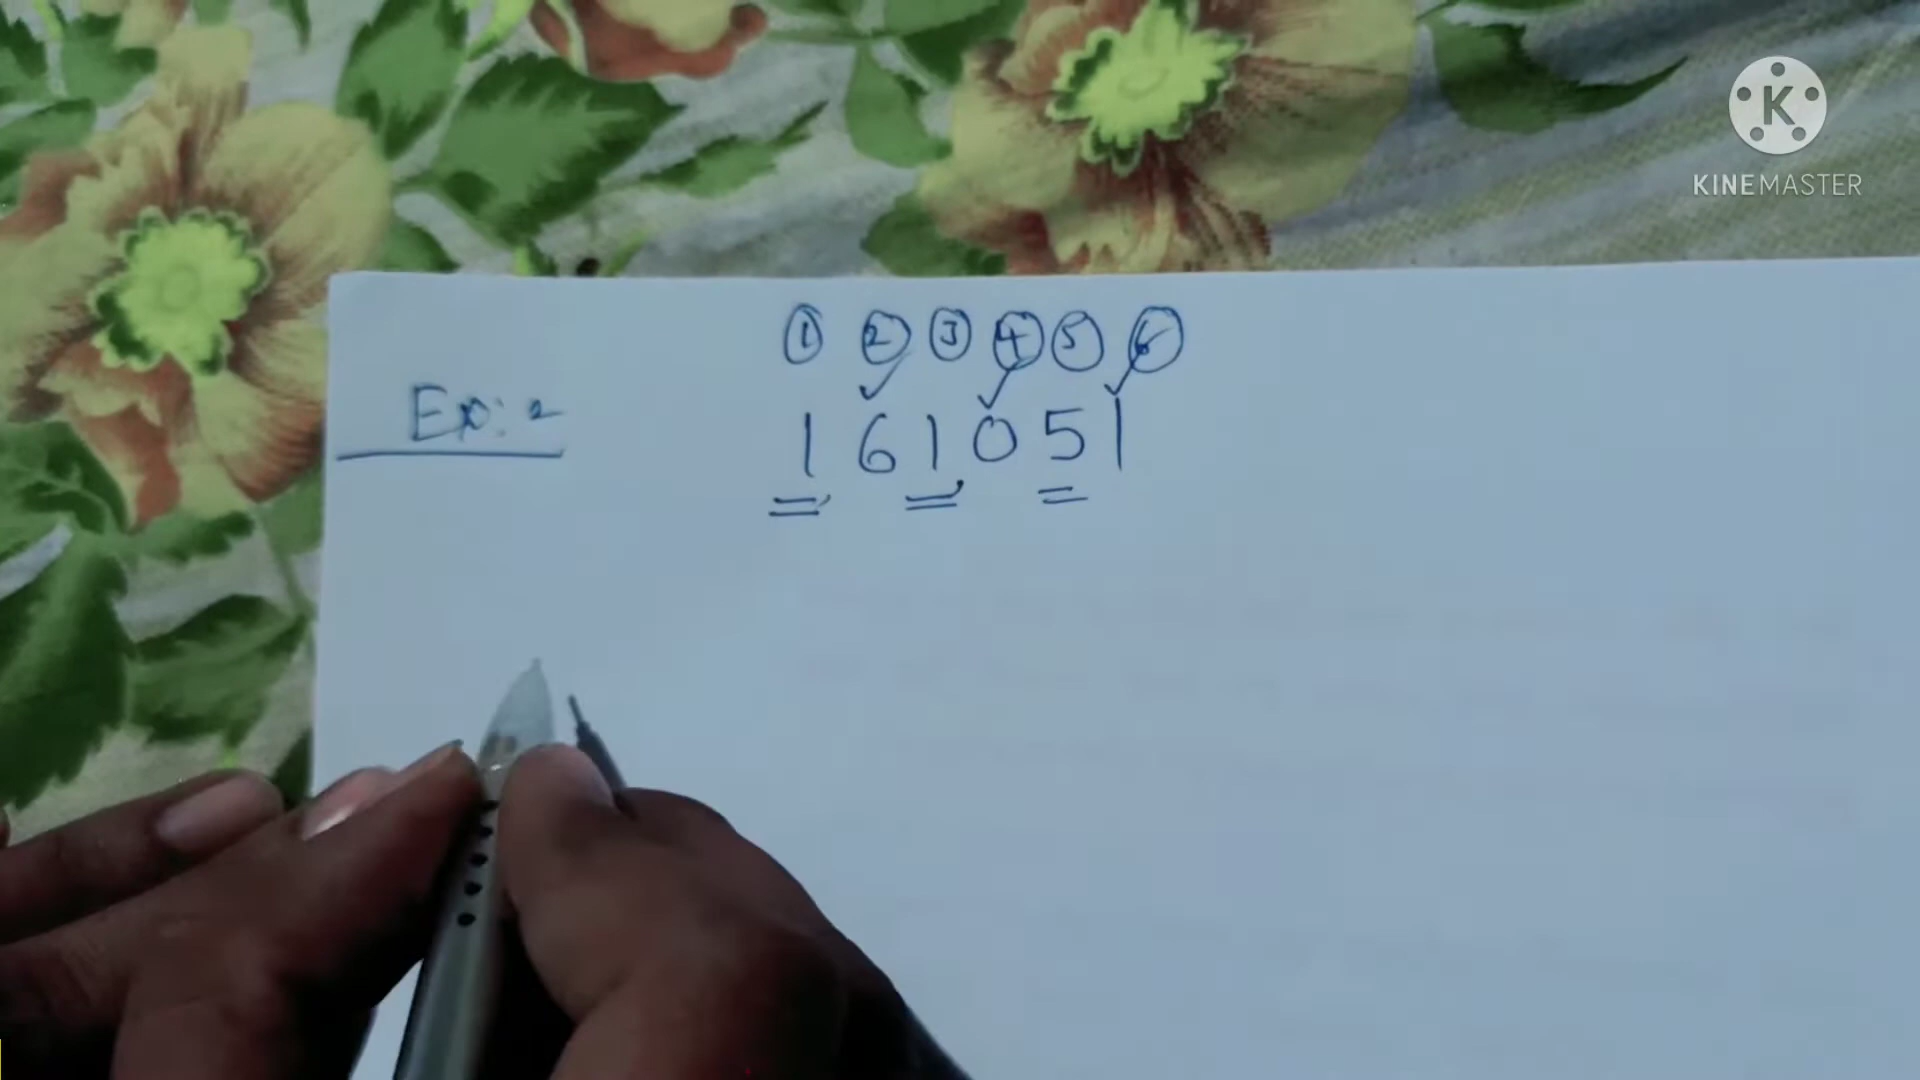 K
KINEMASTER
① ② ③ ④ ⑤ ⑥
Ex: 2
161051